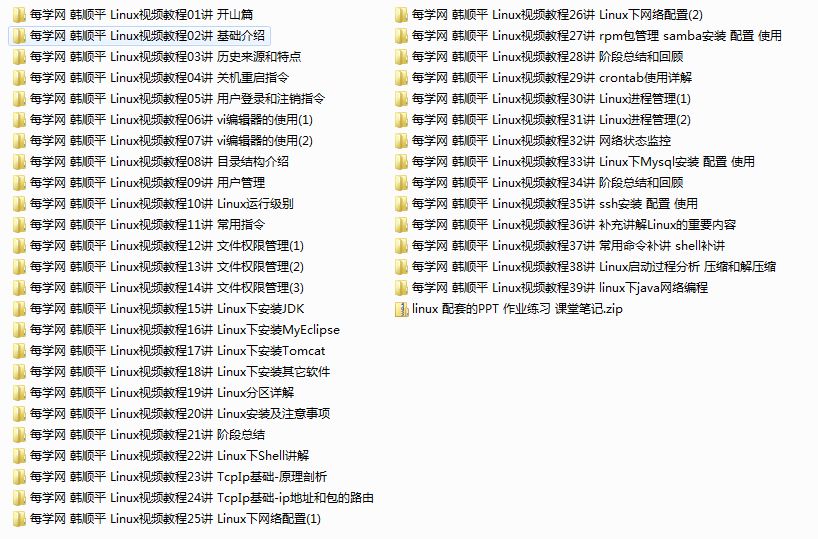 每学网 韩顺平 Linux视频教程01讲 开山篇
每学网 韩顺平 Linux视频教程02讲 基础介绍
每学网 韩顺平 Linux视频教程03讲 历史来源和特点
每学网 韩顺平 Linux视频教程04讲 关机重启指令
每学网 韩顺平 Linux视频教程05讲 用户登录和注销指令
每学网 韩顺平 Linux视频教程06讲 vi编辑器的使用(1)
每学网 韩顺平 Linux视频教程07讲 vi编辑器的使用(2)
每学网 韩顺平 Linux视频教程08讲 目录结构介绍
每学网 韩顺平 Linux视频教程09讲 用户管理
每学网 韩顺平 Linux视频教程10讲 Linux运行级别
每学网 韩顺平 Linux视频教程11讲 常用指令
每学网 韩顺平 Linux视频教程12讲 文件权限管理(1)
每学网 韩顺平 Linux视频教程13讲 文件权限管理(2)
每学网 韩顺平 Linux视频教程14讲 文件权限管理(3)
每学网 韩顺平 Linux视频教程15讲 Linux下安装JDK
每学网 韩顺平 Linux视频教程16讲 Linux下安装MyEclipse
每学网 韩顺平 Linux视频教程17讲 Linux下安装Tomcat
每学网 韩顺平 Linux视频教程18讲 Linux下安装其它软件
每学网 韩顺平 Linux视频教程19讲 Linux分区详解
每学网 韩顺平 Linux视频教程20讲 Linux安装及注意事项
每学网 韩顺平 Linux视频教程21讲 阶段总结
每学网 韩顺平 Linux视频教程22讲 Linux下Shell讲解
每学网 韩顺平 Linux视频教程23讲 TcpIp基础-原理剖析
每学网 韩顺平 Linux视频教程24讲 TcpIp基础-ip地址和包的路由
每学网 韩顺平 Linux视频教程25讲 Linux下网络配置(1)
每学网 韩顺平 Linux视频教程26讲 Linux下网络配置(2)
每学网 韩顺平 Linux视频教程27讲 rpm包管理 samba安装 配置 使用
每学网 韩顺平 Linux视频教程28讲 阶段总结和回顾
每学网 韩顺平 Linux视频教程29讲 crontab使用详解
每学网 韩顺平 Linux视频教程30讲 Linux进程管理(1)
每学网 韩顺平 Linux视频教程31讲 Linux进程管理(2)
每学网 韩顺平 Linux视频教程32讲 网络状态监控
每学网 韩顺平 Linux视频教程33讲 Linux下Mysql安装 配置 使用
每学网 韩顺平 Linux视频教程34讲 阶段总结和回顾
每学网 韩顺平 Linux视频教程35讲 ssh安装 配置 使用
每学网 韩顺平 Linux视频教程36讲 补充讲解Linux的重要内容
每学网 韩顺平 Linux视频教程37讲 常用命令补讲 shell补讲
每学网 韩顺平 Linux视频教程38讲 Linux启动过程分析 压缩和解压缩
每学网 韩顺平 Linux视频教程39讲 linux下java网络编程
linux 配套的PPT 作业练习 课堂笔记.zip